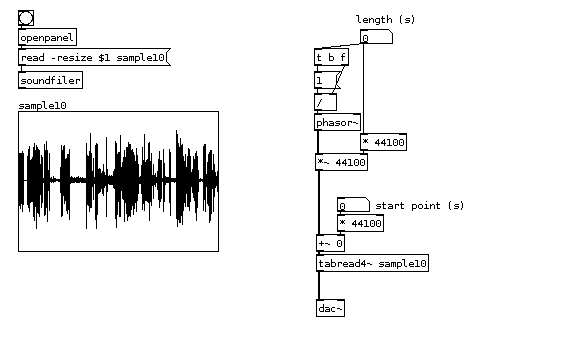 openpanel
read -resize $1 sample10
soundfiler
sample10
length (s)
0
t b f
1
/
phasor~
* 44100
*~ 44100
0
start point (s)
* 44100
+~ 0
tabread4~ sample10
dac~